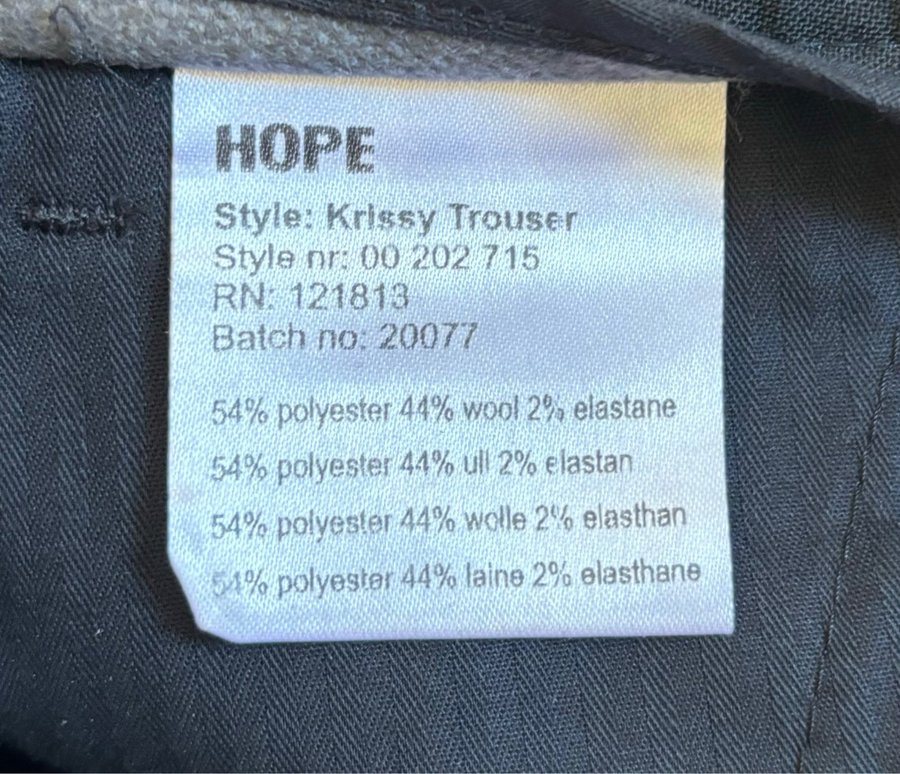 HOPE
Style: Krissy Trouser
Style nr: 00 202 715
RN: 121813
Batch no: 20077
54% polyester 44% wool 2% elastane
54% polyester 44% ull 2% elastan
54% polyester 44% wolle 2% elasthan
54% polyester 44% laine 2% elasthane